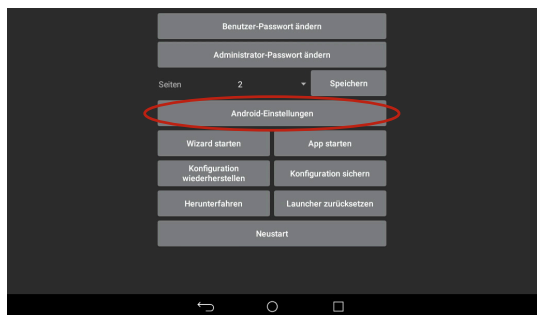 Benutzer-Passwort ändern
Administrator-Passwort ändern
Seiten 2 Speichern
Android-Einstellungen
Wizard starten App starten
Konfiguration
wiederherstellen Konfiguration sichern
Herunterfahren Launcher zurücksetzen
Neustart